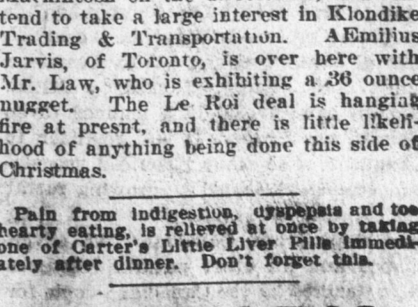 tend to take a large interest in Klondike
Trading & Transportation. AEmilius
Jarvis, of Toronto, is over here with
Mr. Law, who is exhibiting a 36 ounce
nugget. The Le Roi deal is hanging
fire at presnt, and there is little likeli-
hood of anything being done this side of
Christmas.
Pain from indigestion, dyspepsia and too
hearty eating, is relieved at once by taking
one of Carter's Little Liver Pills immedi-
ately after dinner. Don't forget this.